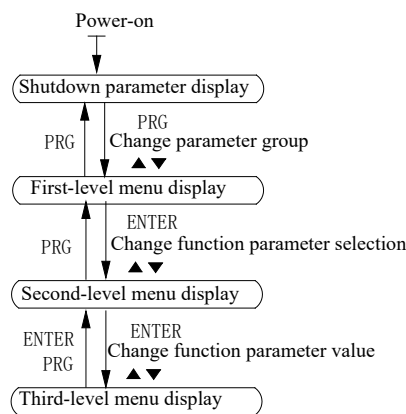 Power-on
Shutdown parameter display
PRG
PRG
Change parameter group
▲ ▼
First-level menu display
ENTER
PRG
Change function parameter selection
▲ ▼
Second-level menu display
ENTER
ENTER
PRG
Change function parameter value
▲ ▼
Third-level menu display